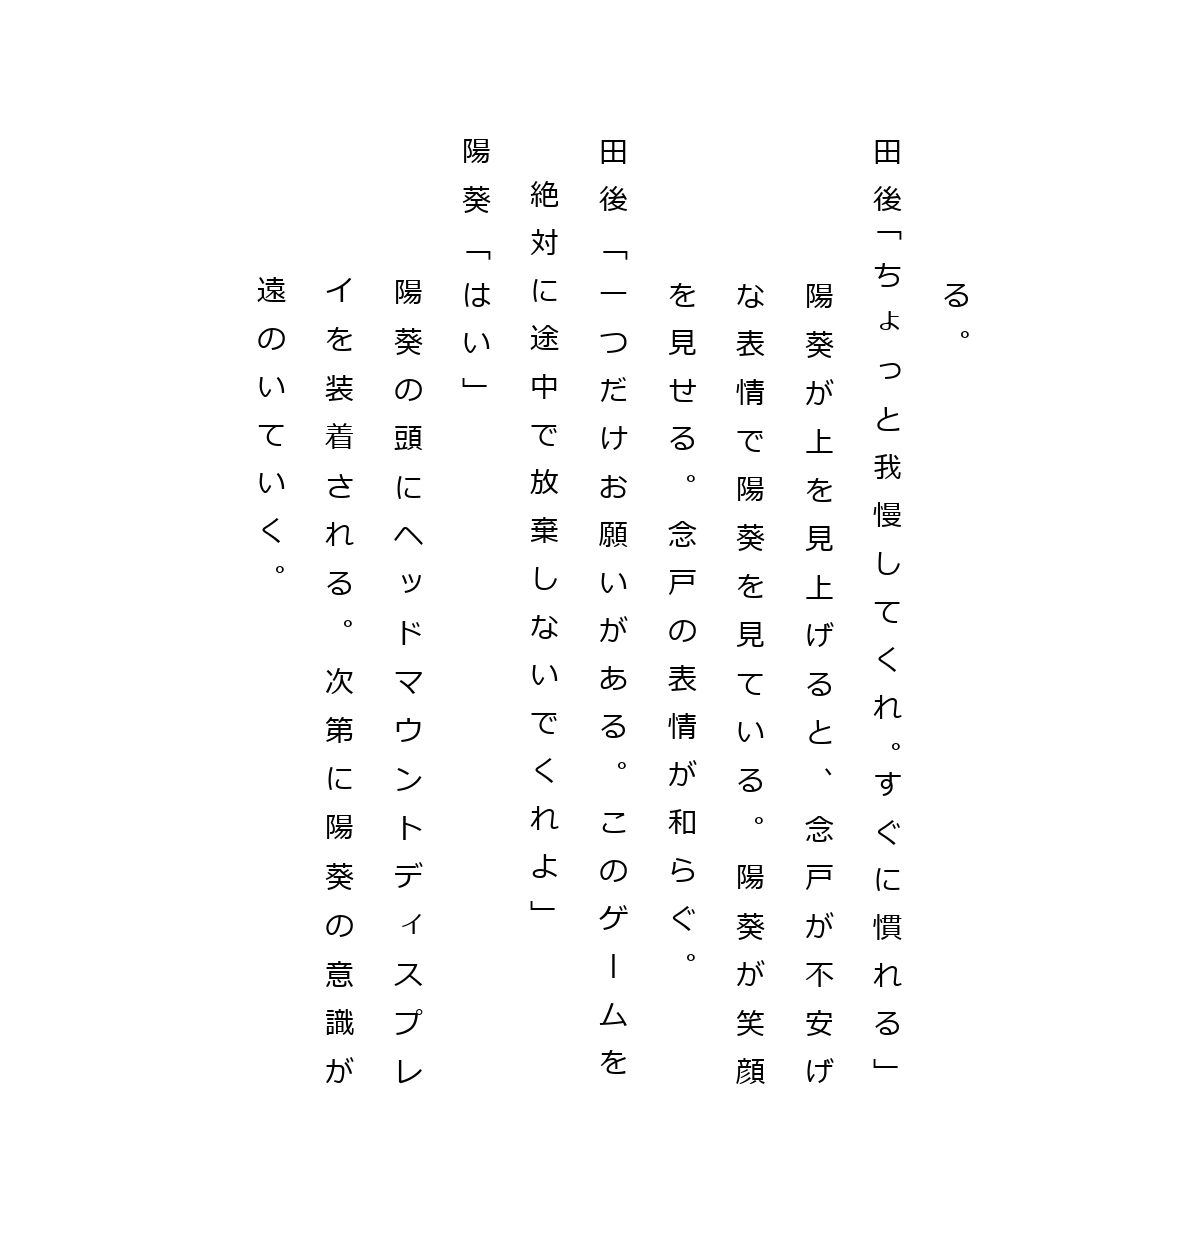 る。
田後「ちょっと我慢してくれ。すぐに慣れる」
陽葵が上を見上げると、念戸が不安げ
な表情で陽葵を見ている。陽葵が笑顔
を見せる。念戸の表情が和らぐ。
田後「一つだけお願いがある。このゲームを
絶対に途中で放棄しないでくれよ」
陽葵「はい」
陽葵の頭にヘッドマウントディスプレ
イを装着される。次第に陽葵の意識が
遠のいていく。